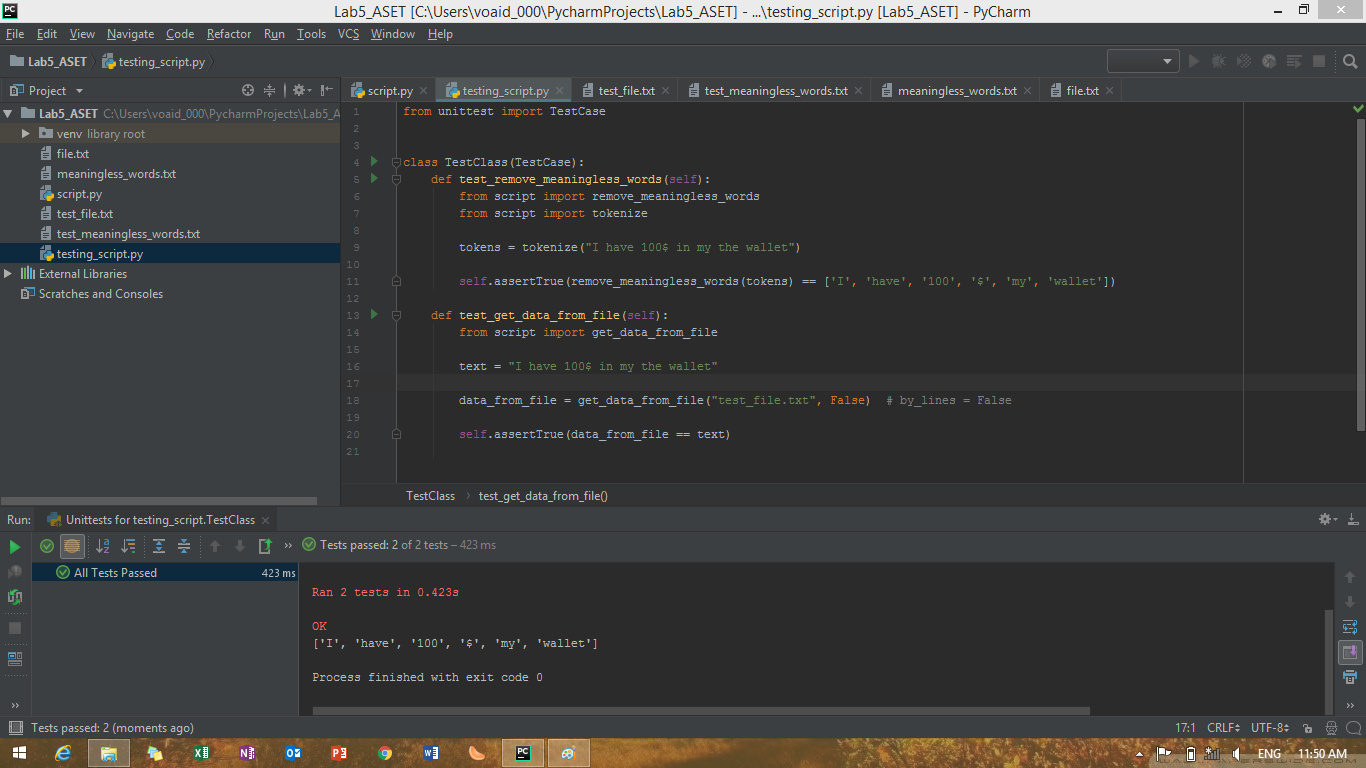 Lab5_ASET [C:\Users\voaid_000\PycharmProjects\Lab5_ASET] - ...\testing_script.py [Lab5_ASET] - PyCharm
File Edit View Navigate Code Refactor Run Tools VCS Window Help
Lab5_ASET testing_script.py
Project
script.py testing_script.py test_file.txt test_meaningless_words.txt meaningless_words.txt file.txt
Lab5_ASET C:\Users\voaid_000\PycharmProjects\Lab5_A
venv library root
file.txt
meaningless_words.txt
script.py
test_file.txt
test_meaningless_words.txt
testing_script.py
External Libraries
Scratches and Consoles
1 from unittest import TestCase
2
3
4 class TestClass(TestCase):
5 def test_remove_meaningless_words(self):
6 from script import remove_meaningless_words
7 from script import tokenize
8
9 tokens = tokenize("I have 100$ in my the wallet")
10
11 self.assertTrue(remove_meaningless_words(tokens) == ['I', 'have', '100', '$', 'my', 'wallet'])
12
13 def test_get_data_from_file(self):
14 from script import get_data_from_file
15
16 text = "I have 100$ in my the wallet"
17
18 data_from_file = get_data_from_file("test_file.txt", False)  # by_lines = False
19
20 self.assertTrue(data_from_file == text)
21
TestClass test_get_data_from_file()
Run: Unittests for testing_script.TestClass
Tests passed: 2 of 2 tests – 423 ms
All Tests Passed 423 ms
Ran 2 tests in 0.423s
OK
['I', 'have', '100', '$', 'my', 'wallet']
Process finished with exit code 0
Tests passed: 2 (moments ago)
17:1 CRLF UTF-8
ENG 11:50 AM